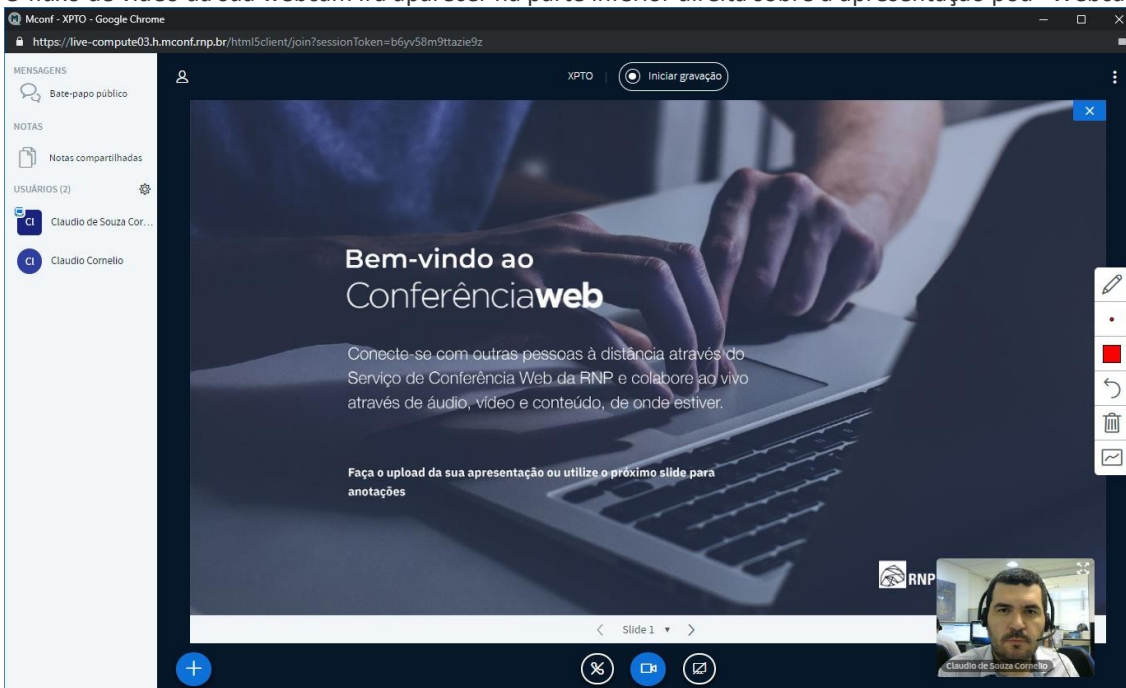 Mconf - XPTO - Google Chrome
https://live-compute03.h.mconf.rnp.br/html5client/join?sessionToken=b6yv58m9ttazie9z
MENSAGENS
Bate-papo público
NOTAS
Notas compartilhadas
USUÁRIOS (2)
CI Claudio de Souza Cor...
CI Claudio Cornelio
XPTO | Iniciar gravação
Bem-vindo ao
Conferênciaweb
Conecte-se com outras pessoas à distância através do
Serviço de Conferência Web da RNP e colabore ao vivo
através de áudio, vídeo e conteúdo, de onde estiver.
Faça o upload da sua apresentação ou utilize o próximo slide para
anotações
RNP
Slide 1
Claudio de Souza Cornelio